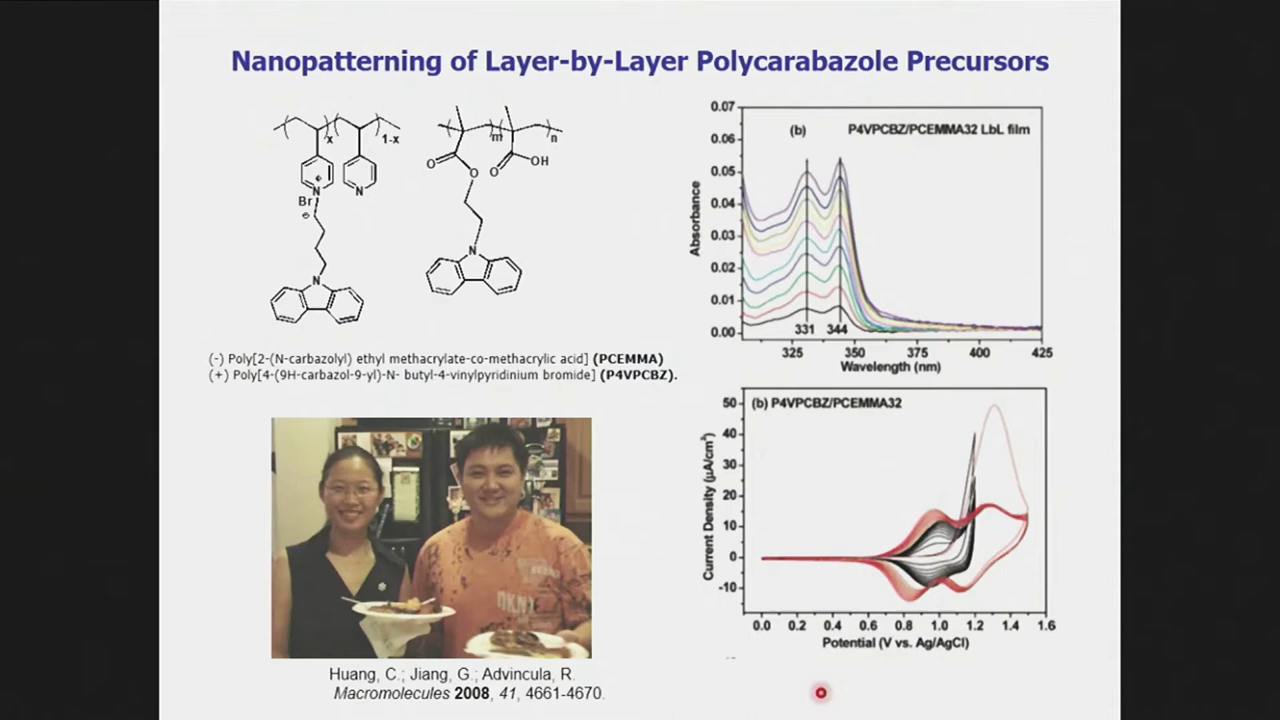 Nanopatterning of Layer-by-Layer Polycarabazole Precursors
x
1-x
N
+
Br
⊖
N
N
m
n
O
O
O
OH
N
(-) Poly[2-(N-carbazolyl) ethyl methacrylate-co-methacrylic acid] (PCEMMA)
(+) Poly[4-(9H-carbazol-9-yl)-N- butyl-4-vinylpyridinium bromide] (P4VPCBZ).
DKNY
Huang, C.; Jiang, G.; Advincula, R.
Macromolecules 2008, 41, 4661-4670.
(b) P4VPCBZ/PCEMMA32 LbL film
Absorbance
0.07
0.06
0.05
0.04
0.03
0.02
0.01
0.00
331 344
325 350 375 400 425
Wavelength (nm)
(b) P4VPCBZ/PCEMMA32
Current Density (μA/cm²)
50
40
30
20
10
0
-10
0.0 0.2 0.4 0.6 0.8 1.0 1.2 1.4 1.6
Potential (V vs. Ag/AgCl)